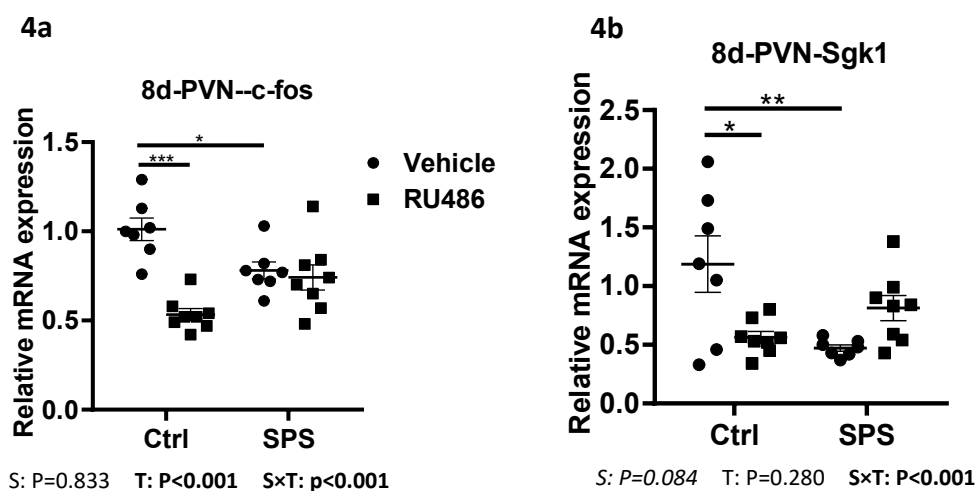 4a
8d-PVN--c-fos
Relative mRNA expression
1.5
1.0
0.5
0.0
*
***
Ctrl
SPS
Vehicle
RU486
S: P=0.833 T: P<0.001 S×T: p<0.001
4b
8d-PVN-Sgk1
Relative mRNA expression
2.5
2.0
1.5
1.0
0.5
0.0
**
*
Ctrl
SPS
S: P=0.084 T: P=0.280 S×T: P<0.001